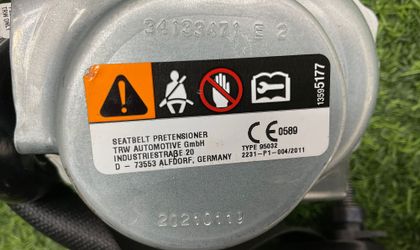 34133471 E 2
13595177
CE 0589
SEATBELT PRETENSIONER
TRW AUTOMOTIVE GmbH
INDUSTRIESTRAßE 20
D - 73553 ALFDORF, GERMANY
TYPE 95032
2231-P1-004/2011
20210119